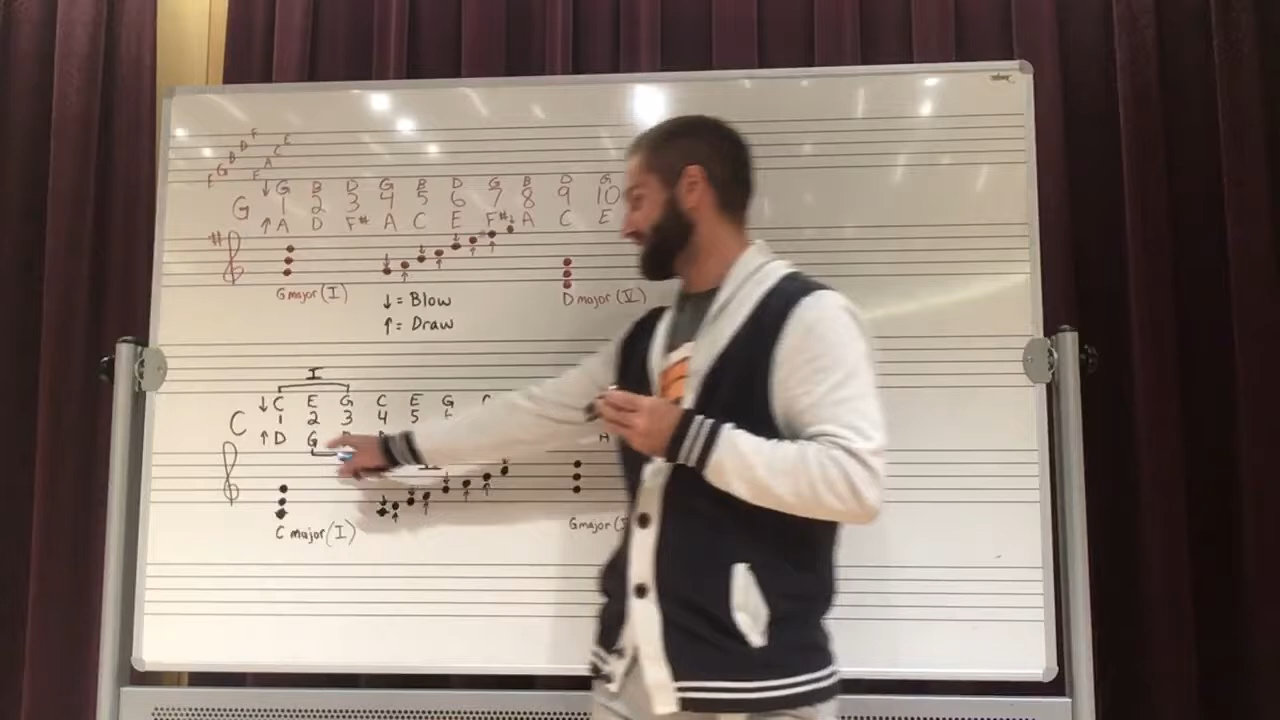 E G B D F
F A C E
↓ G B D G B D G B D G
G 1 2 3 4 5 6 7 8 9 10
↑ A D F# A C E F# A C E
#
G major (I)
D major (V)
↓ = Blow
↑ = Draw
I
↓ C E G C E G
C 1 2 3 4 5
↑ D G
C major (I)
G major